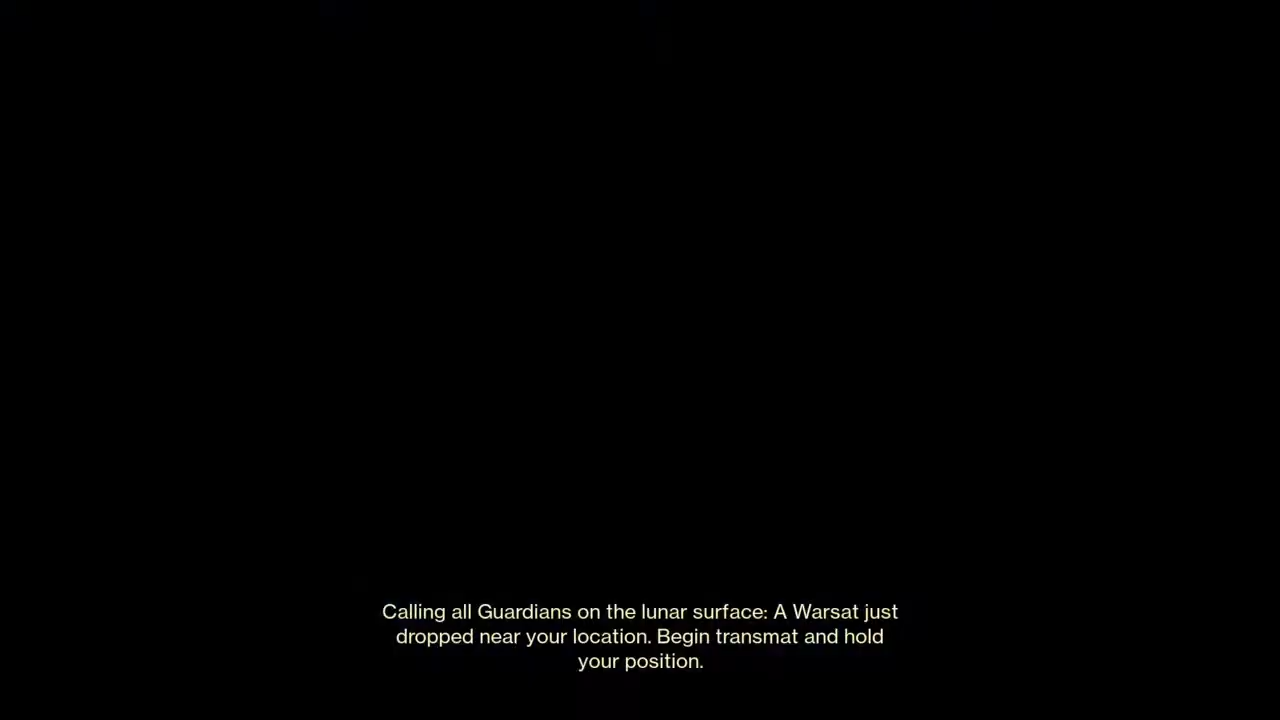 Calling all Guardians on the lunar surface: A Warsat just
dropped near your location. Begin transmat and hold
your position.